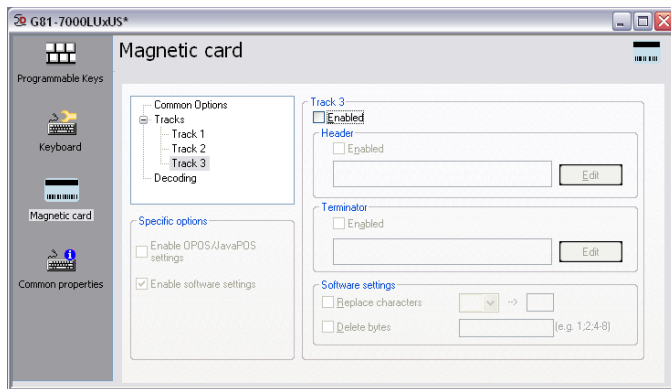 G81-7000LUxUS*
Magnetic card
Programmable Keys
Keyboard
Magnetic card
Common properties
Common Options
Tracks
Track 1
Track 2
Track 3
Decoding
Specific options
Enable OPOS/JavaPOS
settings
Enable software settings
Track 3
Enabled
Header
Enabled
Edit
Terminator
Enabled
Edit
Software settings
Replace characters -->
Delete bytes (e.g. 1;2;4-8)